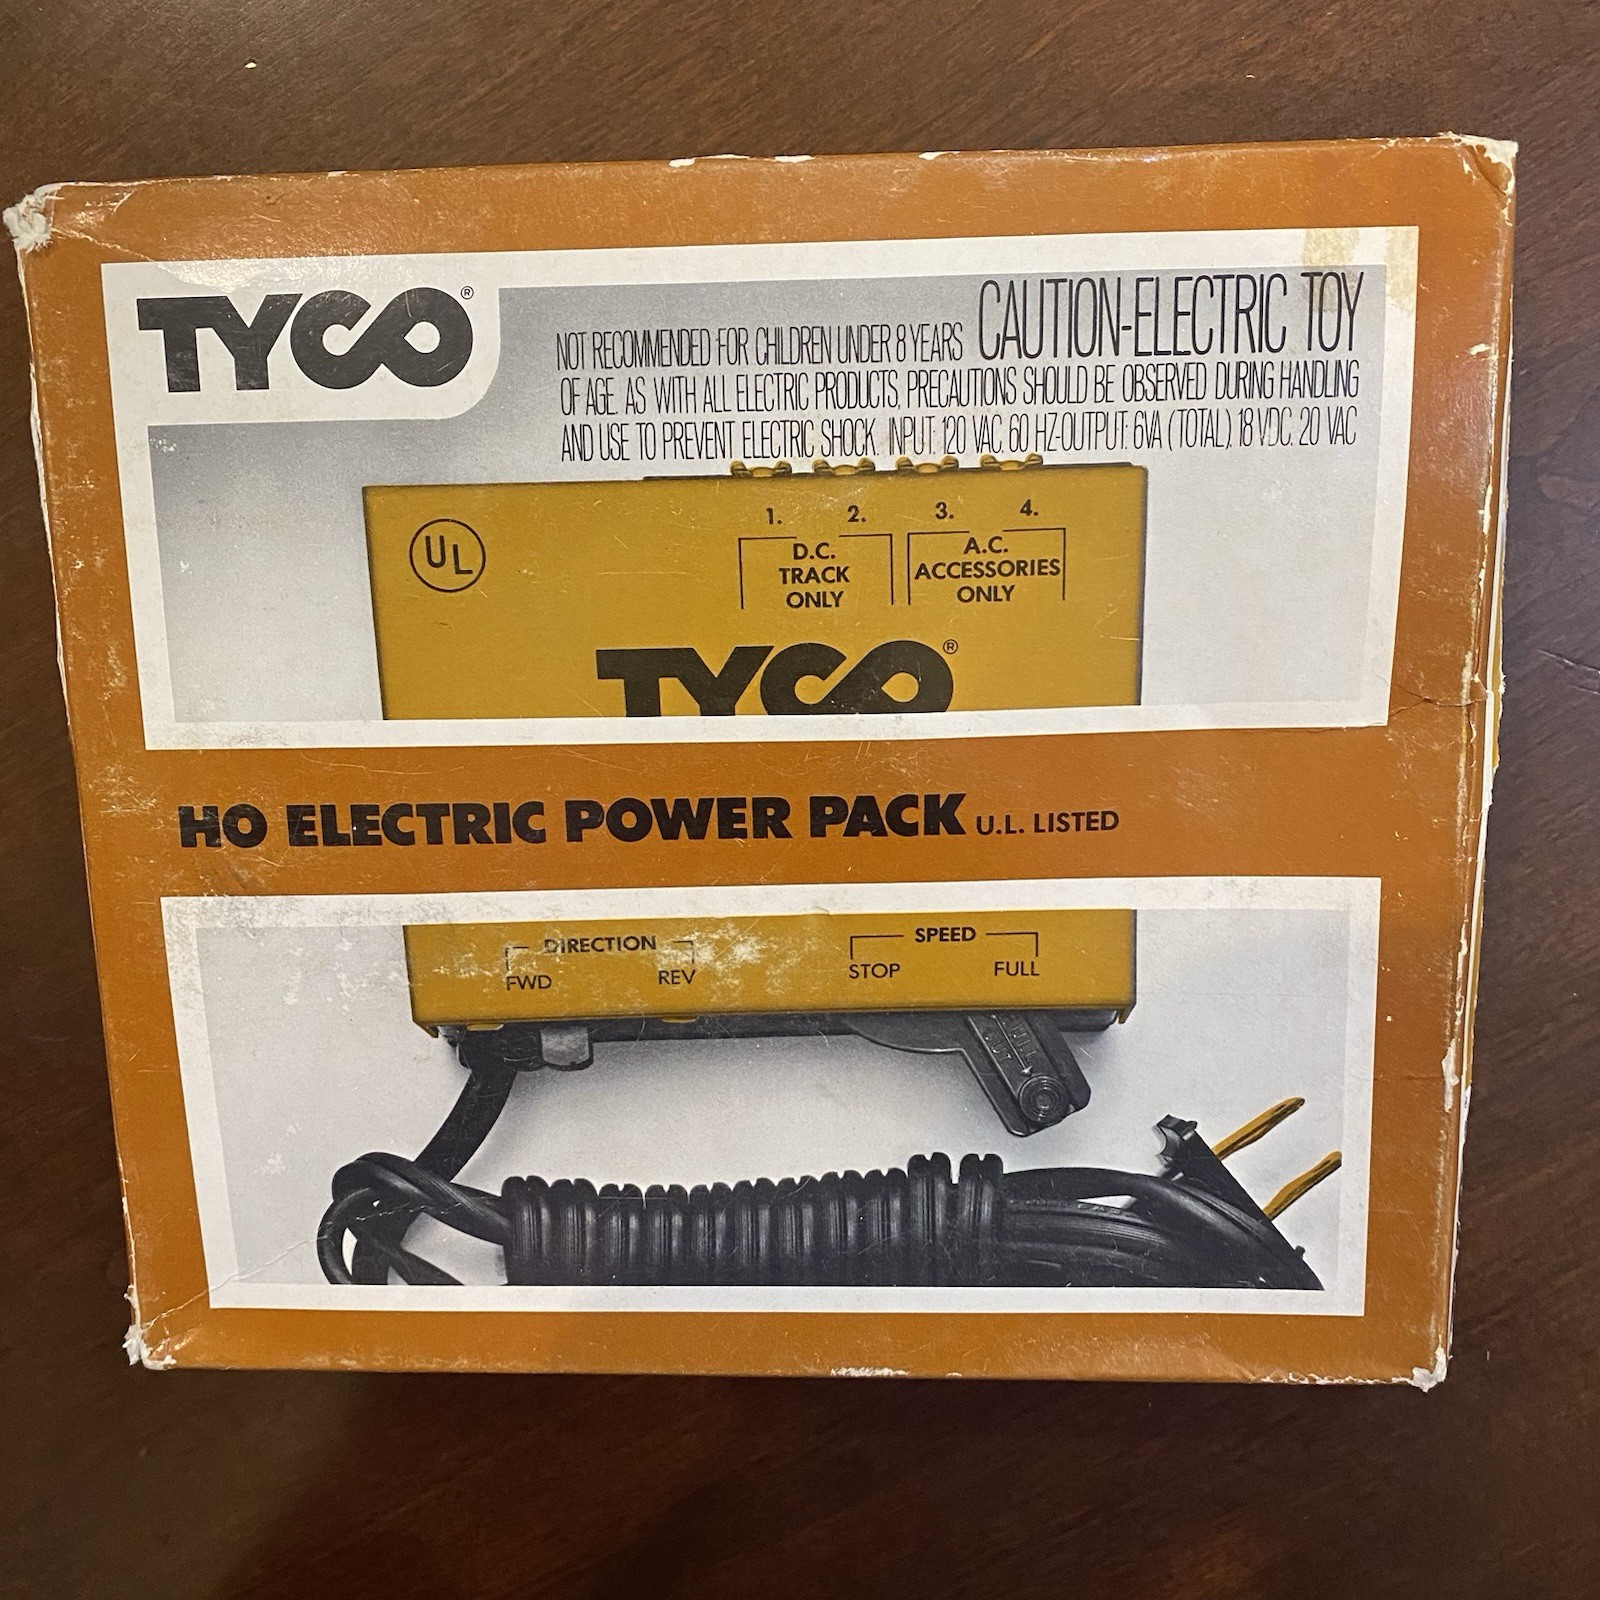 TYCO®
CAUTION-ELECTRIC TOY
NOT RECOMMENDED FOR CHILDREN UNDER 8 YEARS
OF AGE. AS WITH ALL ELECTRIC PRODUCTS, PRECAUTIONS SHOULD BE OBSERVED DURING HANDLING
AND USE TO PREVENT ELECTRIC SHOCK. INPUT: 120 VAC, 60 HZ-OUTPUT: 6VA (TOTAL), 18 VDC, 20 VAC
UL
1. 2. 3. 4.
D.C.
TRACK
ONLY
A.C.
ACCESSORIES
ONLY
TYCO®
HO ELECTRIC POWER PACK U.L. LISTED
DIRECTION
FWD REV
SPEED
STOP FULL
PULL
OUT